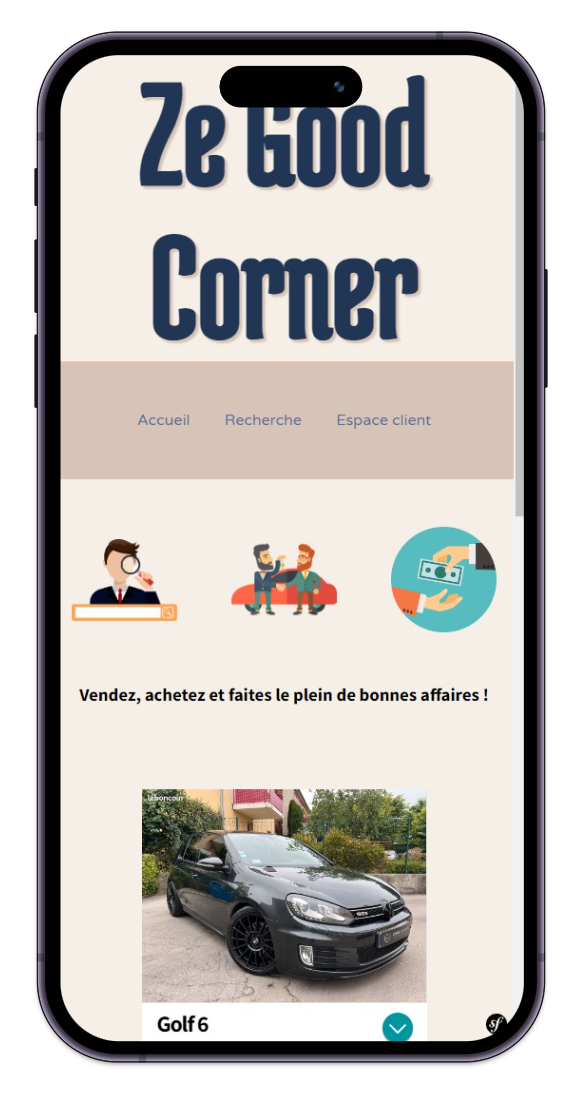 Ze Good
Corner
Accueil Recherche Espace client
Vendez, achetez et faites le plein de bonnes affaires !
leboncoin
Golf 6
sf